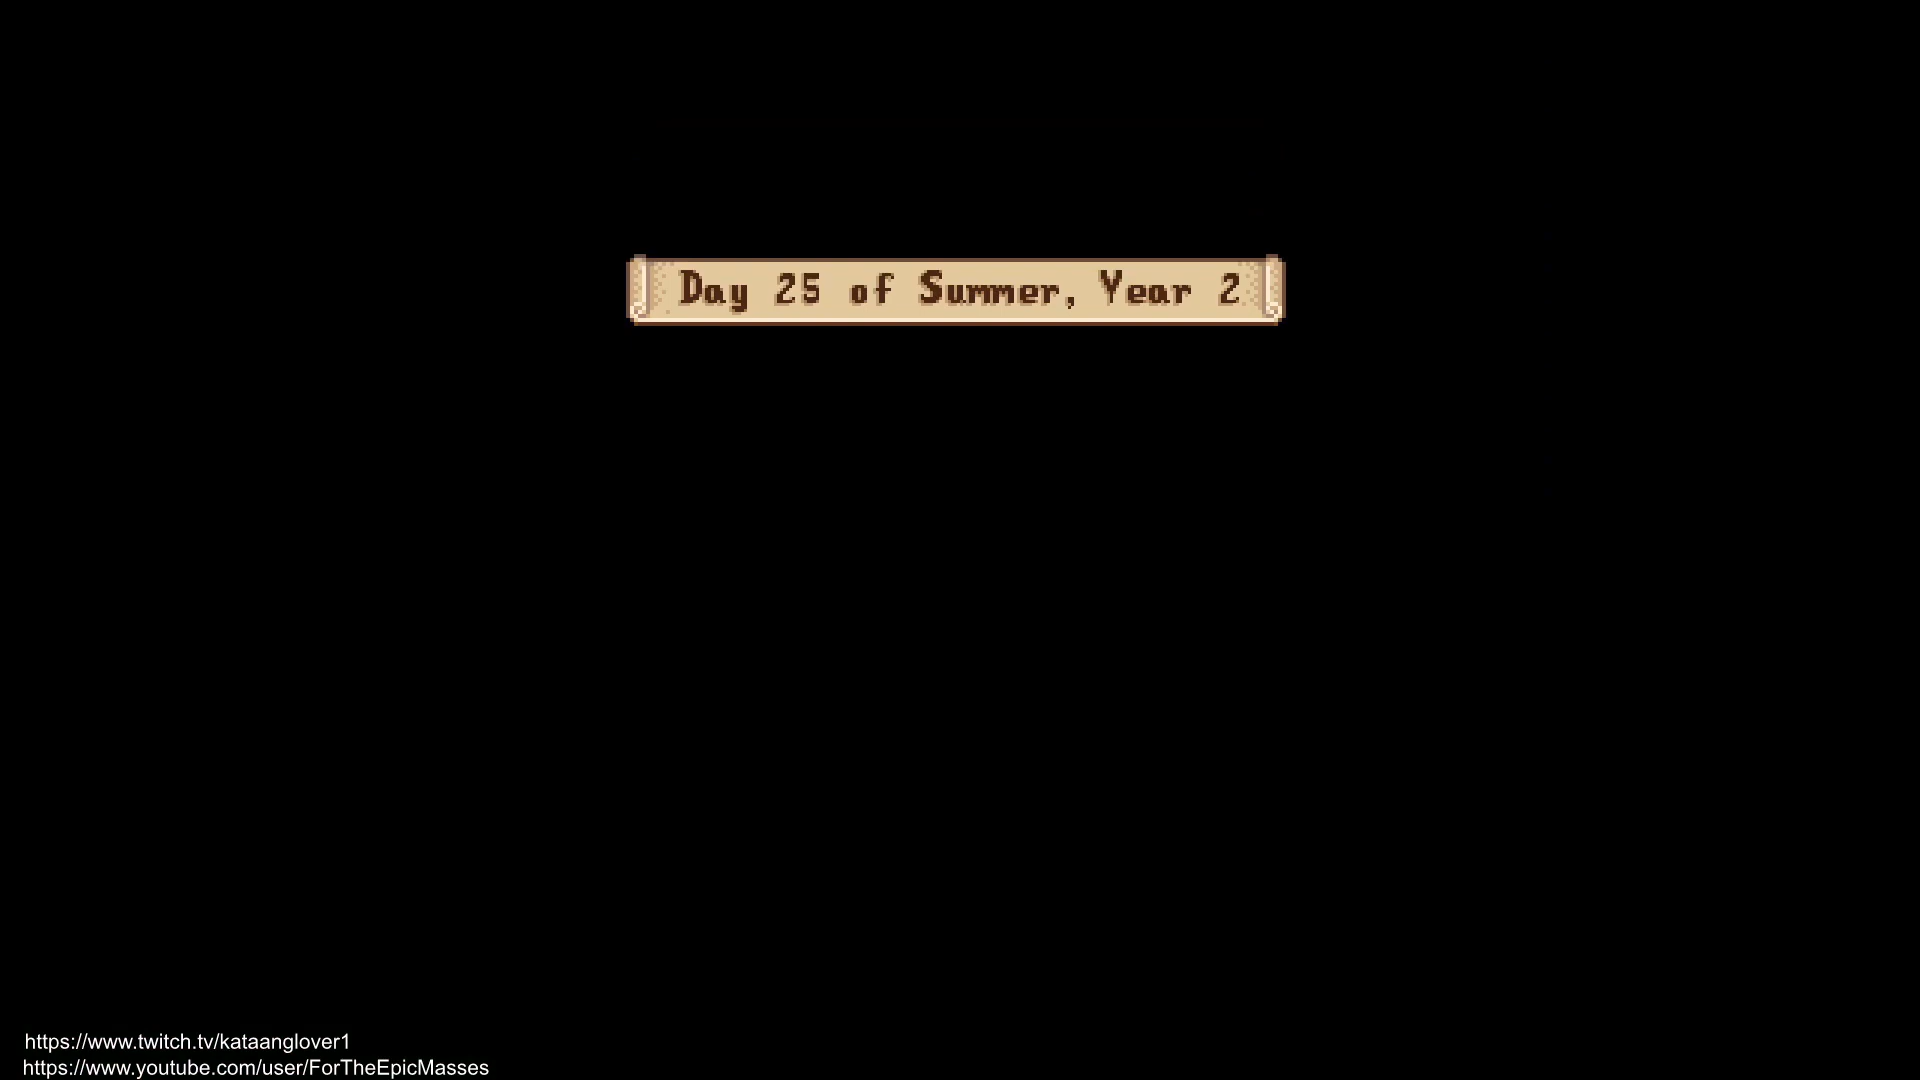 Day 25 of Summer, Year 2
https://www.twitch.tv/kataanglover1
https://www.youtube.com/user/ForTheEpicMasses